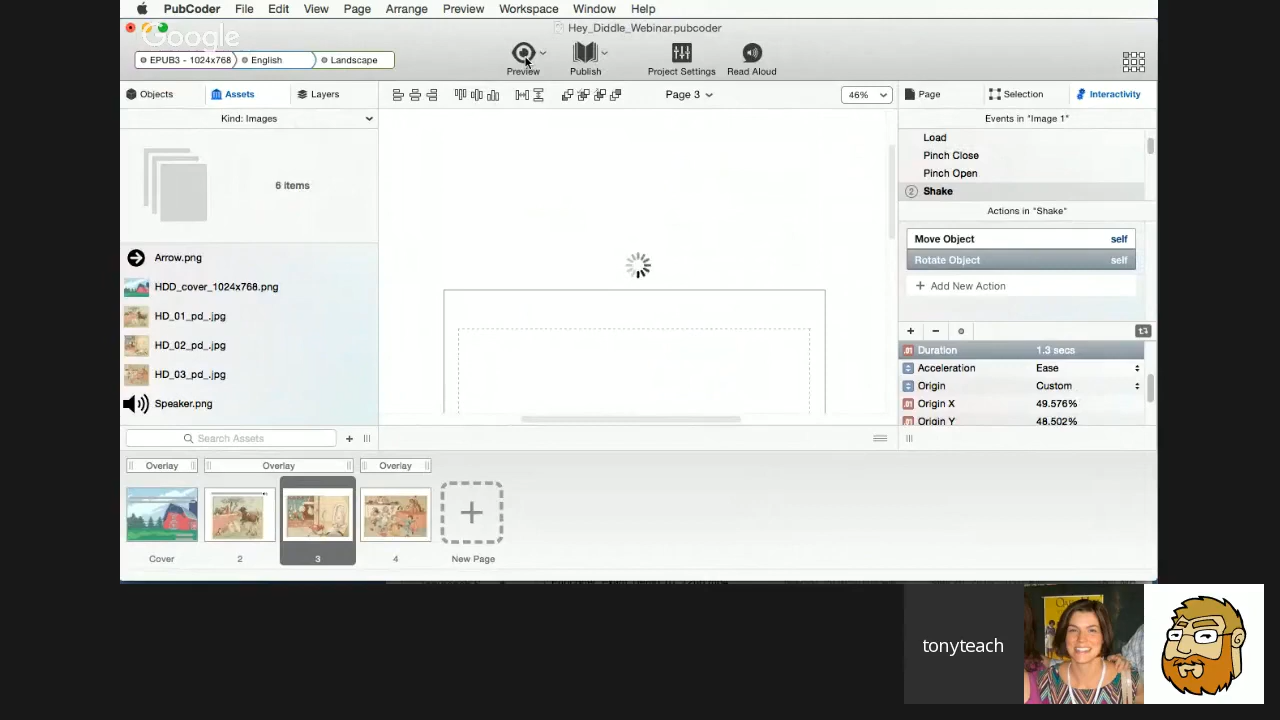 PubCoder File Edit View Page Arrange Preview Workspace Window Help
Google
Hey_Diddle_Webinar.pubcoder
EPUB3 - 1024x768 English Landscape
Preview Publish Project Settings Read Aloud
Objects Assets Layers Page 3 46% Page Selection Interactivity
Kind: Images
Events in "Image 1"
Load
Pinch Close
Pinch Open
2 Shake
6 items
Actions in "Shake"
Move Object self
Rotate Object self
Add New Action
Arrow.png
HDD_cover_1024x768.png
HD_01_pd_.jpg
HD_02_pd_.jpg
HD_03_pd_.jpg
Speaker.png
Duration 1.3 secs
Acceleration Ease
Origin Custom
Origin X 49.576%
Origin Y 48.502%
Search Assets
Overlay Overlay Overlay
Cover 2 3 4 New Page
tonyteach